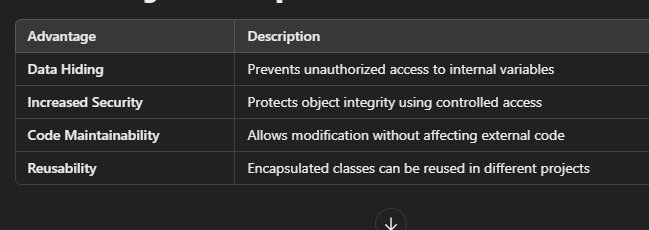 Advantage Description
Data Hiding Prevents unauthorized access to internal variables
Increased Security Protects object integrity using controlled access
Code Maintainability Allows modification without affecting external code
Reusability Encapsulated classes can be reused in different projects